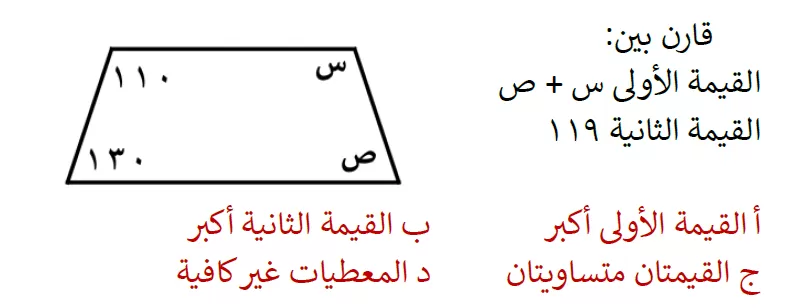 قارن بين:
القيمة الأولى س + ص
القيمة الثانية ١١٩
١١٠ س
١٣٠ ص
أ القيمة الأولى أكبر ب القيمة الثانية أكبر
ج القيمتان متساويتان د المعطيات غير كافية